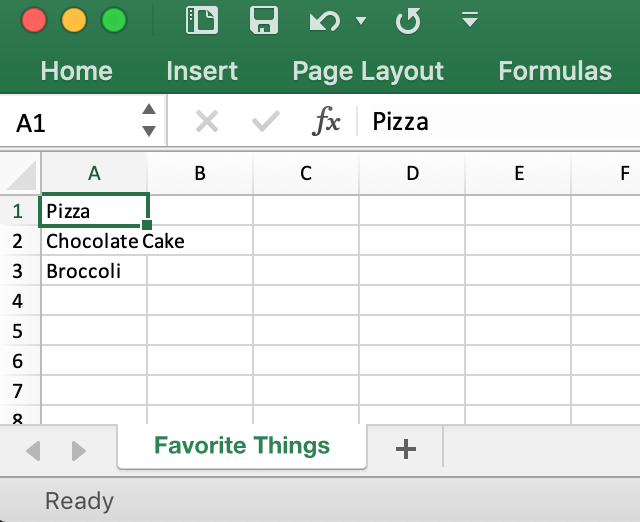 Home Insert Page Layout Formulas
A1 fx Pizza
A B C D E F
1 Pizza
2 Chocolate Cake
3 Broccoli
4
5
6
7
8
Favorite Things +
Ready